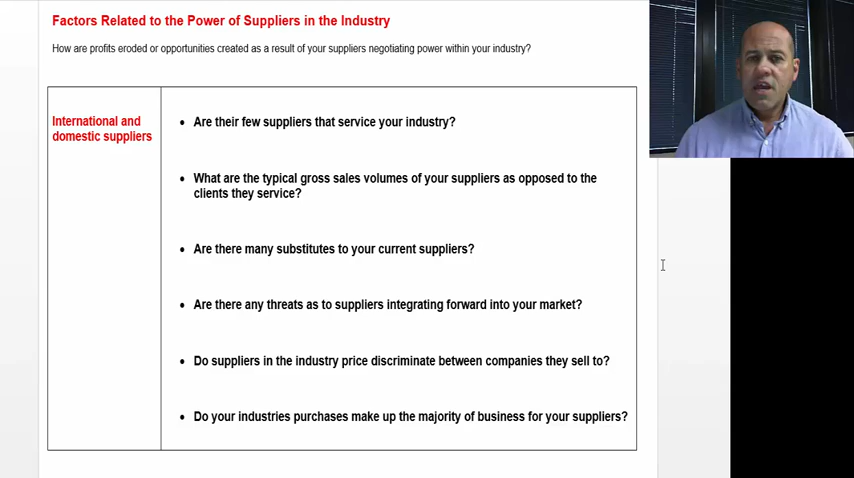 Factors Related to the Power of Suppliers in the Industry
How are profits eroded or opportunities created as a result of your suppliers negotiating power within your industry?
International and
domestic suppliers
• Are their few suppliers that service your industry?
• What are the typical gross sales volumes of your suppliers as opposed to the
clients they service?
• Are there many substitutes to your current suppliers?
• Are there any threats as to suppliers integrating forward into your market?
• Do suppliers in the industry price discriminate between companies they sell to?
• Do your industries purchases make up the majority of business for your suppliers?